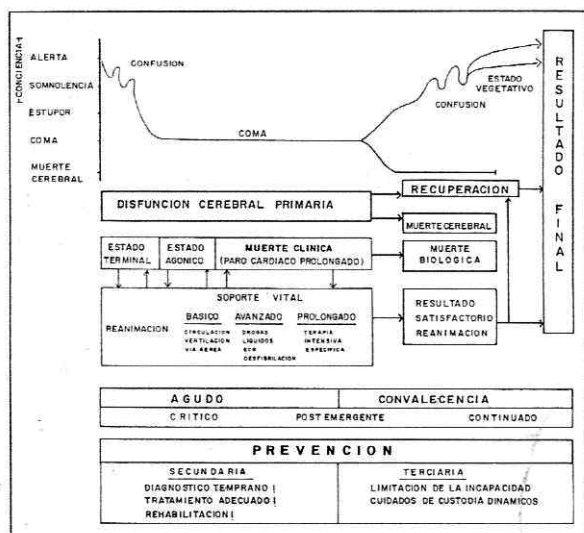 ↑CONCIENCIA→
ALERTA
SOMNOLENCIA
ESTUPOR
COMA
MUERTE
CEREBRAL
CONFUSION
COMA
CONFUSION
ESTADO
VEGETATIVO
RESULTADO FINAL
DISFUNCION CEREBRAL PRIMARIA
RECUPERACION
MUERTE CEREBRAL
ESTADO
TERMINAL
ESTADO
AGONICO
MUERTE CLINICA
(PARO CARDIACO PROLONGADO)
MUERTE
BIOLOGICA
SOPORTE VITAL
REANIMACION
BASICO
CIRCULACION
VENTILACION
VIA AEREA
AVANZADO
DROGAS
LIQUIDOS
ECG
DESFIBRILACION
PROLONGADO
TERAPIA
INTENSIVA
ESPECIFICA
RESULTADO
SATISFACTORIO
REANIMACION
AGUDO
CONVALECENCIA
CRITICO
POSTEMERGENTE
CONTINUADO
PREVENCION
SECUNDARIA
DIAGNOSTICO TEMPRANO
TRATAMIENTO ADECUADO
REHABILITACION
TERCIARIA
LIMITACION DE LA INCAPACIDAD
CUIDADOS DE CUSTODIA DINAMICOS